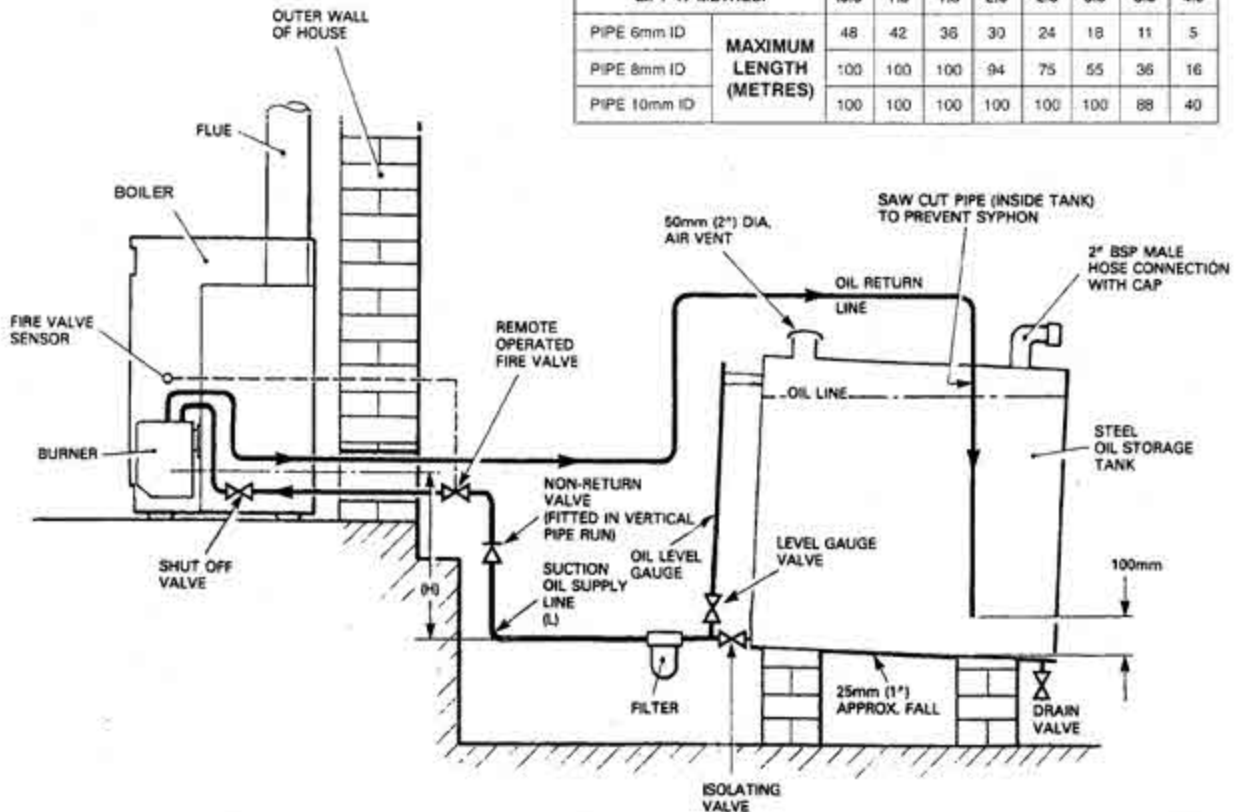 PIPE 6mm ID
MAXIMUM
LENGTH
(METRES)
48 42 36 30 24 18 11 5
PIPE 8mm ID
100 100 100 94 75 55 36 16
PIPE 10mm ID
100 100 100 100 100 100 88 40
OUTER WALL
OF HOUSE
FLUE
BOILER
FIRE VALVE
SENSOR
BURNER
SHUT OFF
VALVE
REMOTE
OPERATED
FIRE VALVE
NON-RETURN
VALVE
(FITTED IN VERTICAL
PIPE RUN)
SUCTION
OIL SUPPLY
LINE
(L)
(H)
OIL LEVEL
GAUGE
FILTER
50mm (2") DIA.
AIR VENT
OIL RETURN
LINE
SAW CUT PIPE (INSIDE TANK)
TO PREVENT SYPHON
2" BSP MALE
HOSE CONNECTION
WITH CAP
OIL LINE
STEEL
OIL STORAGE
TANK
LEVEL GAUGE
VALVE
100mm
25mm (1")
APPROX. FALL
DRAIN
VALVE
ISOLATING
VALVE